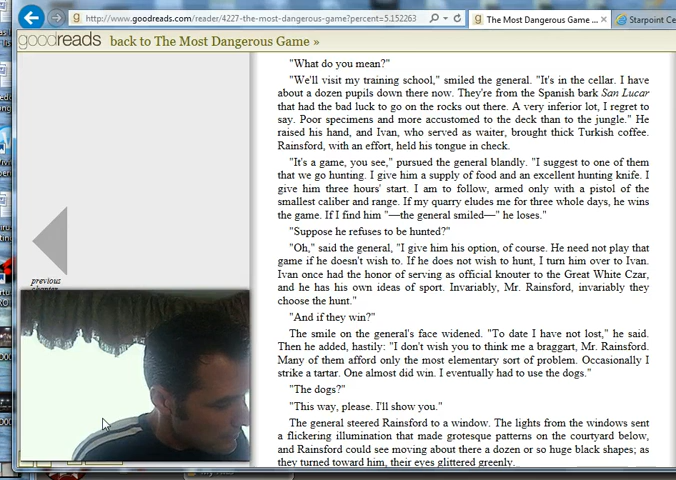 http://www.goodreads.com/reader/4227-the-most-dangerous-game?percent=5.152263
The Most Dangerous Game ...
Starpoint Ce
goodreads back to The Most Dangerous Game »
"What do you mean?"
"We'll visit my training school," smiled the general. "It's in the cellar. I have
about a dozen pupils down there now. They're from the Spanish bark San Lucar
that had the bad luck to go on the rocks out there. A very inferior lot, I regret to
say. Poor specimens and more accustomed to the deck than to the jungle." He
raised his hand, and Ivan, who served as waiter, brought thick Turkish coffee.
Rainsford, with an effort, held his tongue in check.
"It's a game, you see," pursued the general blandly. "I suggest to one of them
that we go hunting. I give him a supply of food and an excellent hunting knife. I
give him three hours' start. I am to follow, armed only with a pistol of the
smallest caliber and range. If my quarry eludes me for three whole days, he wins
the game. If I find him "—the general smiled—" he loses."
"Suppose he refuses to be hunted?"
"Oh," said the general, "I give him his option, of course. He need not play that
game if he doesn't wish to. If he does not wish to hunt, I turn him over to Ivan.
Ivan once had the honor of serving as official knouter to the Great White Czar,
and he has his own ideas of sport. Invariably, Mr. Rainsford, invariably they
choose the hunt."
"And if they win?"
The smile on the general's face widened. "To date I have not lost," he said.
Then he added, hastily: "I don't wish you to think me a braggart, Mr. Rainsford.
Many of them afford only the most elementary sort of problem. Occasionally I
strike a tartar. One almost did win. I eventually had to use the dogs."
"The dogs?"
"This way, please. I'll show you."
The general steered Rainsford to a window. The lights from the windows sent
a flickering illumination that made grotesque patterns on the courtyard below,
and Rainsford could see moving about there a dozen or so huge black shapes; as
they turned toward him, their eyes glittered greenly.
previous
chapter